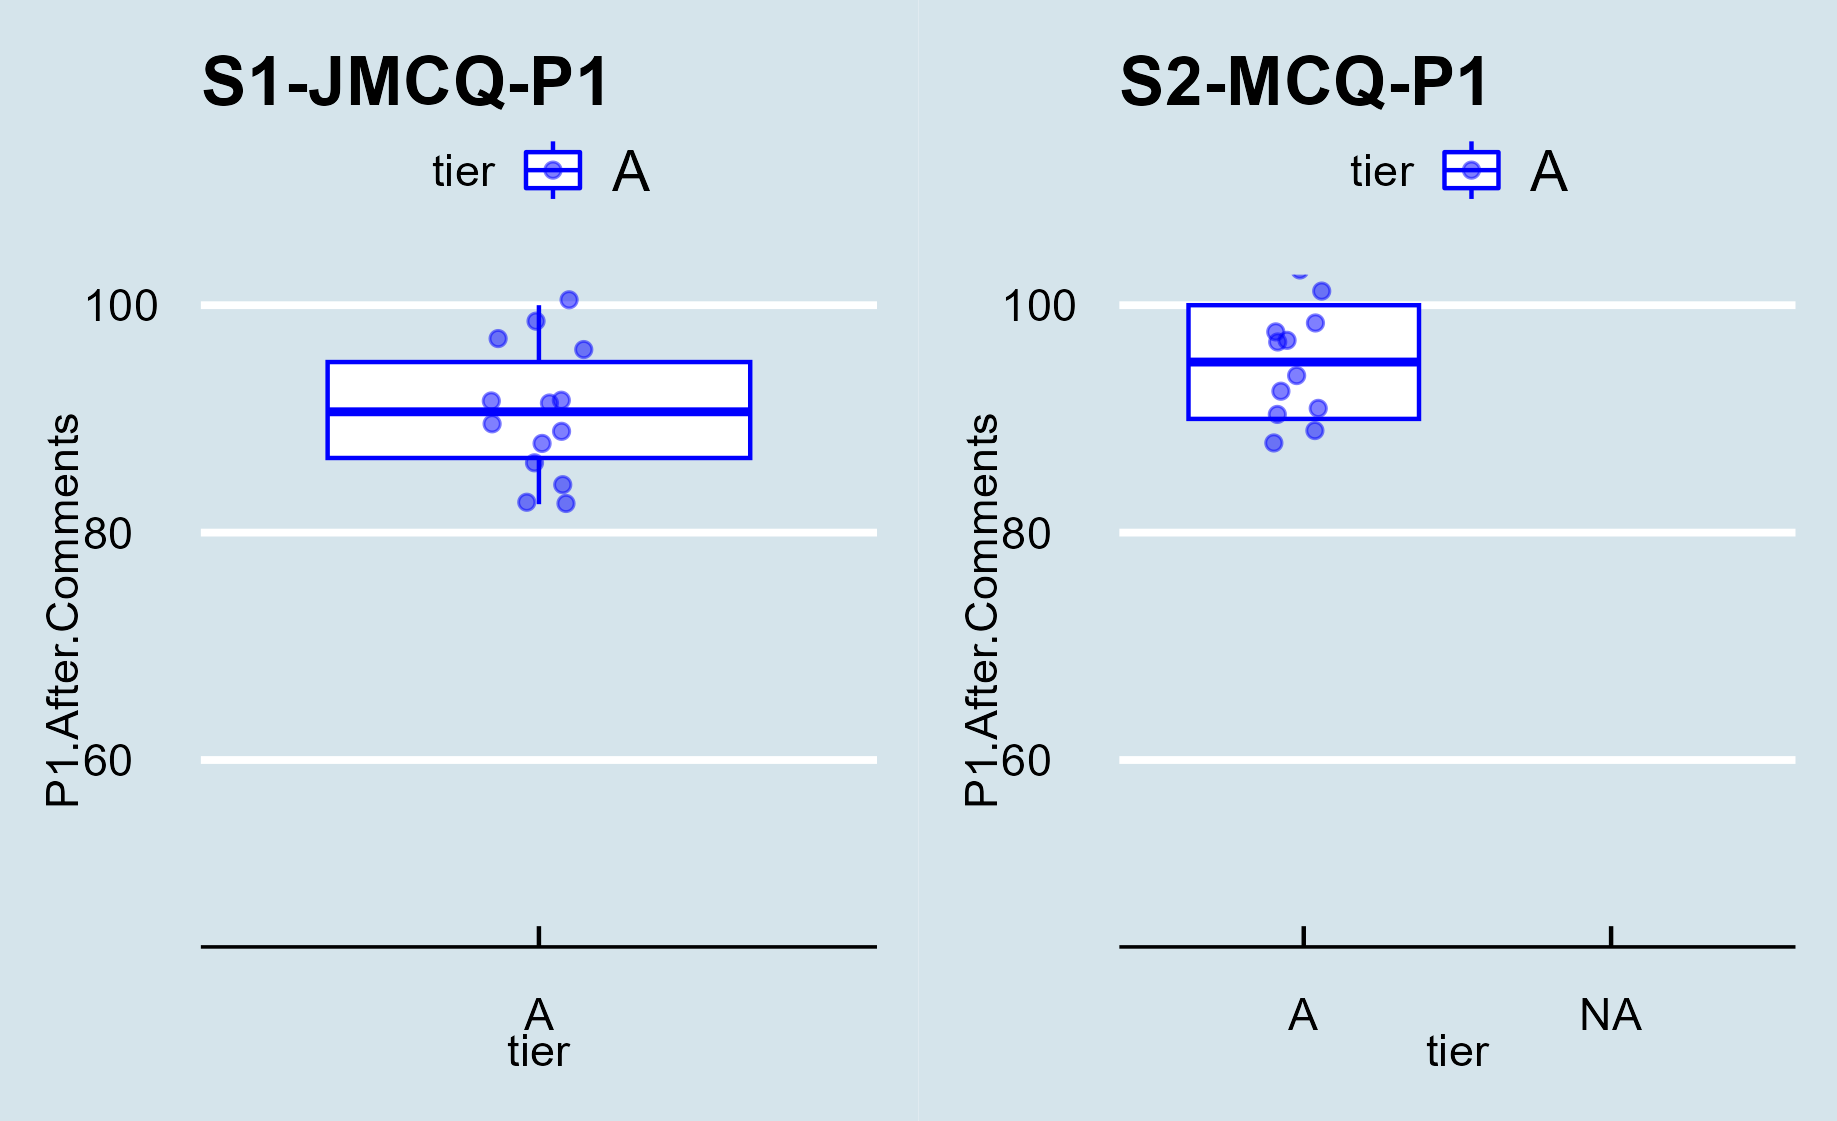 S1-JMCQ-P1
tier A
100
80
60
P1.After.Comments
A
tier
S2-MCQ-P1
tier A
100
80
60
P1.After.Comments
A NA
tier